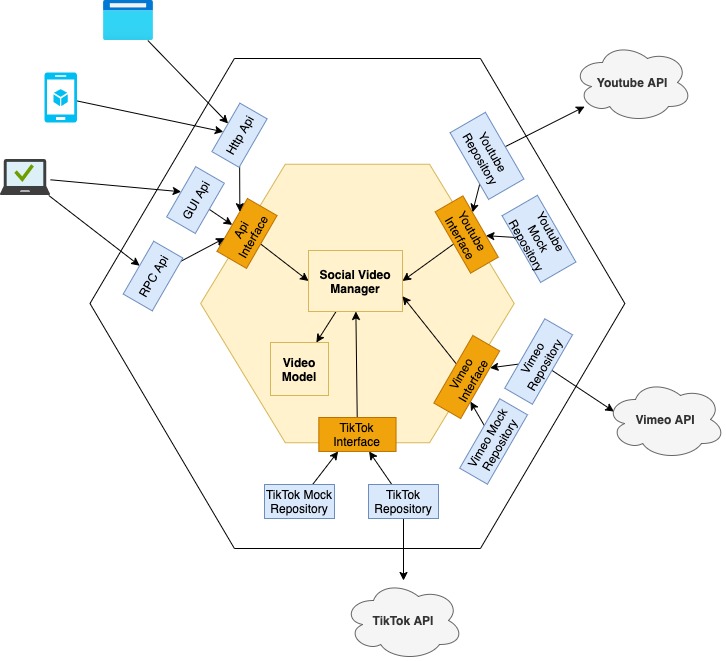 Youtube API
Http Api
GUI Api
RPC Api
Api
Interface
Youtube
Repository
Youtube
Interface
Youtube
Mock
Repository
Social Video
Manager
Video
Model
Vimeo
Interface
Vimeo
Repository
Vimeo Mock
Repository
Vimeo API
TikTok
Interface
TikTok Mock
Repository
TikTok
Repository
TikTok API